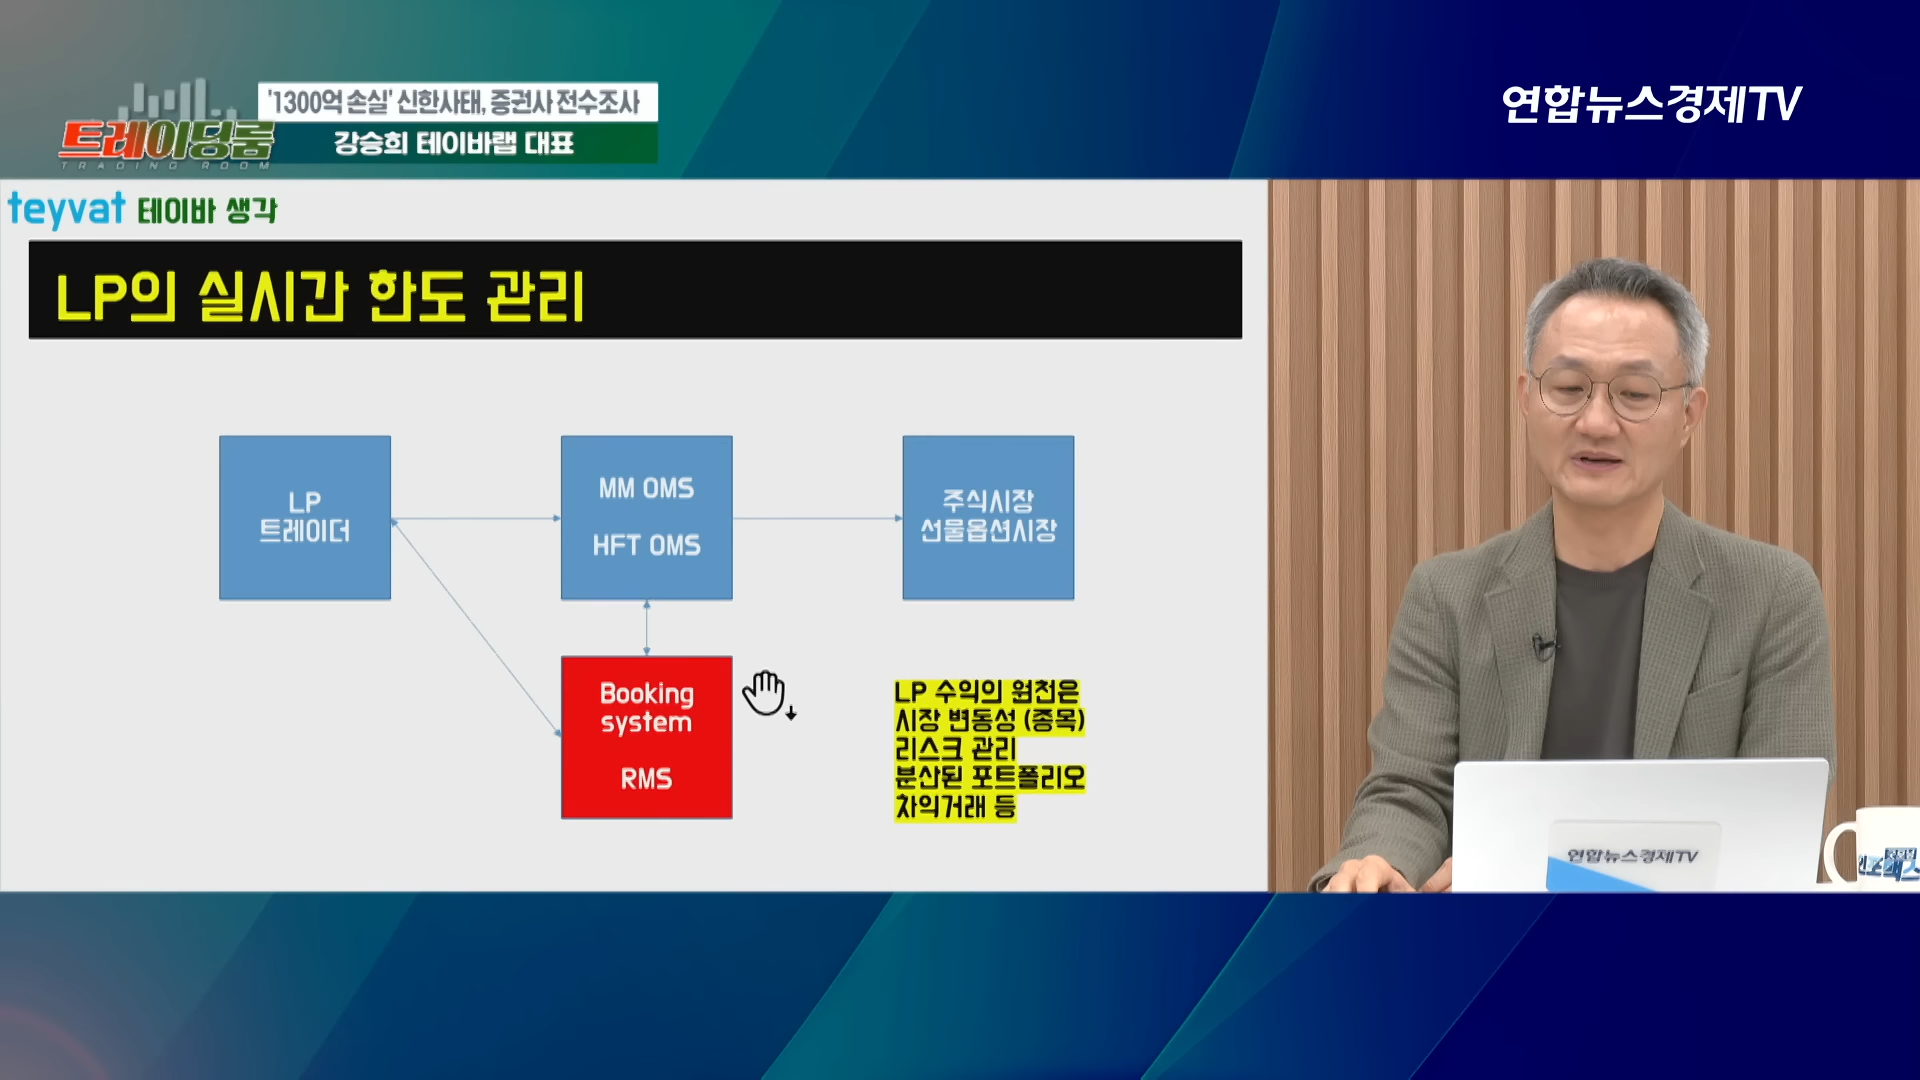 '1300억 손실' 신한사태, 증권사 전수조사
트레이딩룸
TRADING ROOM
강승희 테이바랩 대표
연합뉴스경제TV
teyvat 테이바 생각
LP의 실시간 한도 관리
LP
트레이더
MM OMS
HFT OMS
주식시장
선물옵션시장
Booking
system
RMS
LP 수익의 원천은
시장 변동성 (종목)
리스크 관리
분산된 포트폴리오
차익거래 등
연합뉴스경제TV